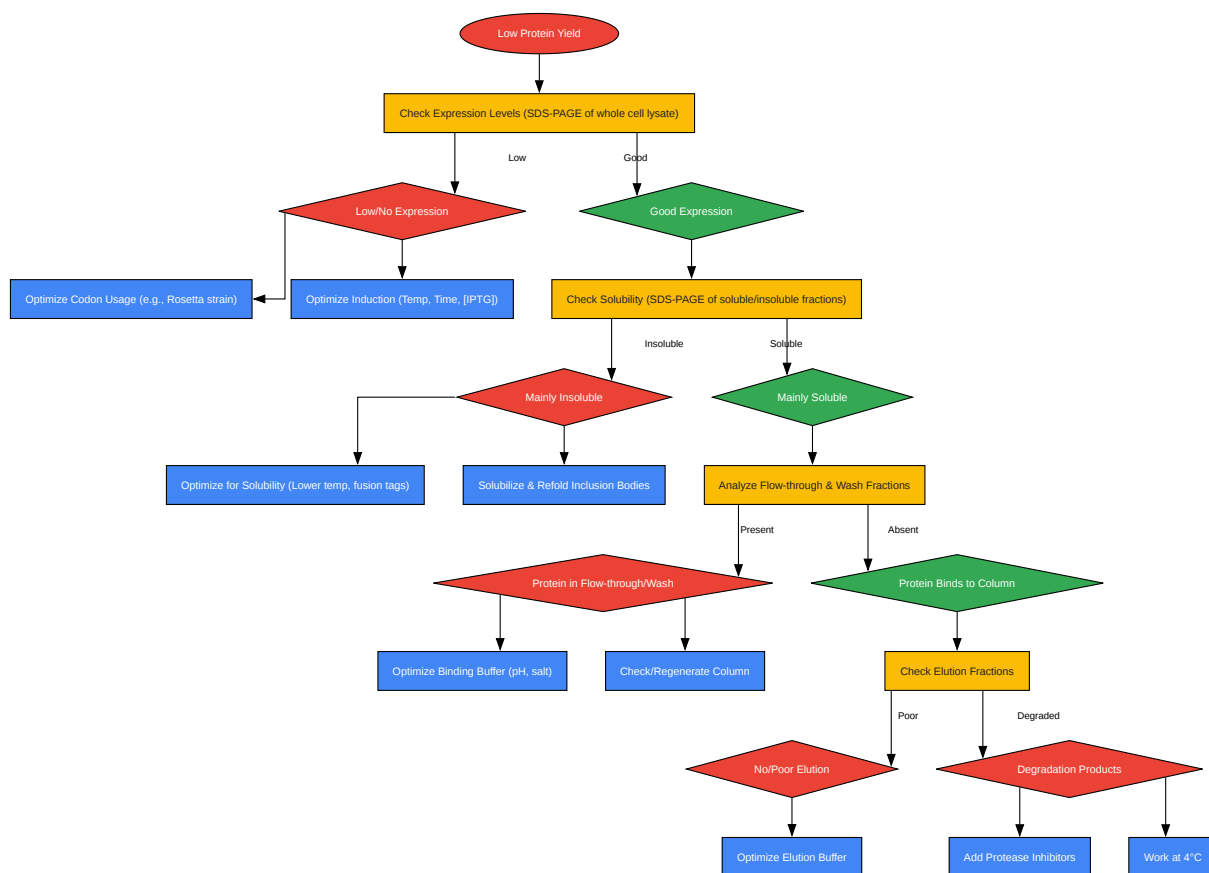 Low Protein Yield
Check Expression Levels (SDS-PAGE of whole cell lysate)
Low
Good
Low/No Expression
Good Expression
Optimize Codon Usage (e.g., Rosetta strain)
Optimize Induction (Temp, Time, [IPTG])
Check Solubility (SDS-PAGE of soluble/insoluble fractions)
Insoluble
Soluble
Mainly Insoluble
Mainly Soluble
Optimize for Solubility (Lower temp, fusion tags)
Solubilize & Refold Inclusion Bodies
Analyze Flow-through & Wash Fractions
Present
Absent
Protein in Flow-through/Wash
Protein Binds to Column
Optimize Binding Buffer (pH, salt)
Check/Regenerate Column
Check Elution Fractions
Poor
Degraded
No/Poor Elution
Degradation Products
Optimize Elution Buffer
Add Protease Inhibitors
Work at 4°C